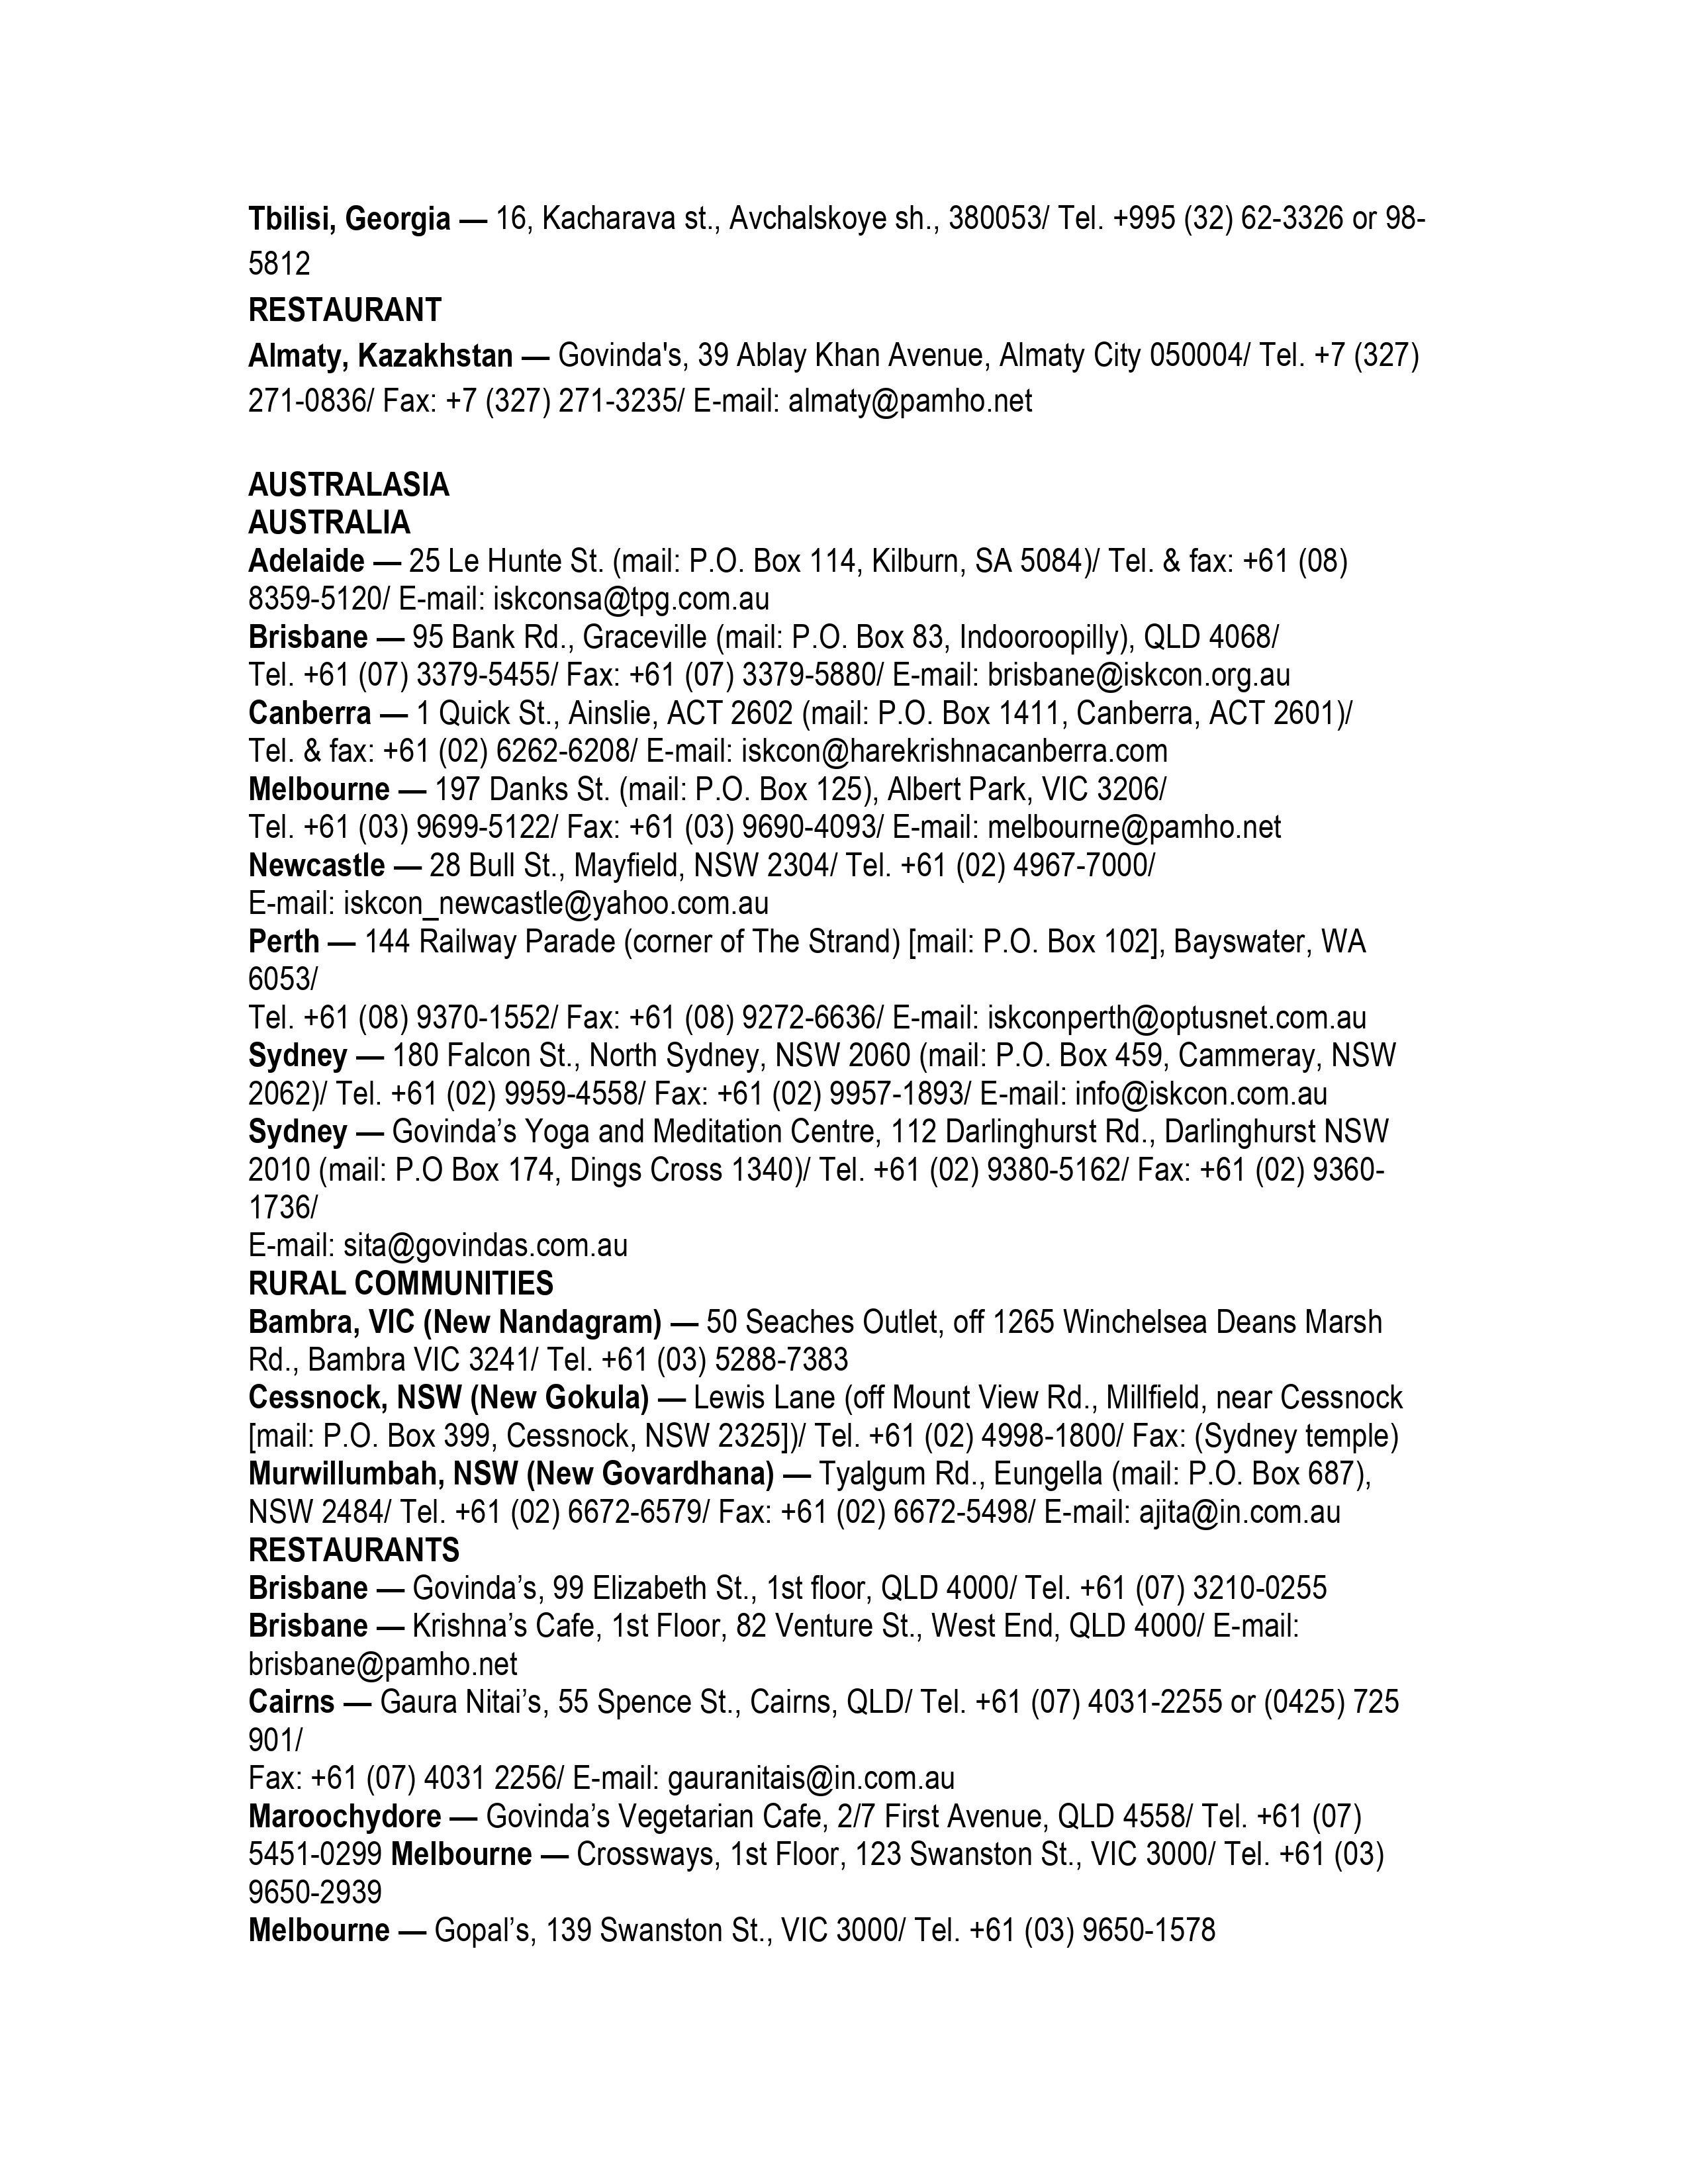 Tbilisi, Georgia — 16, Kacharava st., Avchalskoye sh., 380053/ Tel. +995 (32) 62-3326 or 98-
5812
RESTAURANT
Almaty, Kazakhstan — Govinda's, 39 Ablay Khan Avenue, Almaty City 050004/ Tel. +7 (327)
271-0836/ Fax: +7 (327) 271-3235/ E-mail: almaty@pamho.net
AUSTRALASIA
AUSTRALIA
Adelaide — 25 Le Hunte St. (mail: P.O. Box 114, Kilburn, SA 5084)/ Tel. & fax: +61 (08)
8359-5120/ E-mail: iskconsa@tpg.com.au
Brisbane — 95 Bank Rd., Graceville (mail: P.O. Box 83, Indooroopilly), QLD 4068/
Tel. +61 (07) 3379-5455/ Fax: +61 (07) 3379-5880/ E-mail: brisbane@iskcon.org.au
Canberra — 1 Quick St., Ainslie, ACT 2602 (mail: P.O. Box 1411, Canberra, ACT 2601)/
Tel. & fax: +61 (02) 6262-6208/ E-mail: iskcon@harekrishnacanberra.com
Melbourne — 197 Danks St. (mail: P.O. Box 125), Albert Park, VIC 3206/
Tel. +61 (03) 9699-5122/ Fax: +61 (03) 9690-4093/ E-mail: melbourne@pamho.net
Newcastle — 28 Bull St., Mayfield, NSW 2304/ Tel. +61 (02) 4967-7000/
E-mail: iskcon_newcastle@yahoo.com.au
Perth — 144 Railway Parade (corner of The Strand) [mail: P.O. Box 102], Bayswater, WA
6053/
Tel. +61 (08) 9370-1552/ Fax: +61 (08) 9272-6636/ E-mail: iskconperth@optusnet.com.au
Sydney — 180 Falcon St., North Sydney, NSW 2060 (mail: P.O. Box 459, Cammeray, NSW
2062)/ Tel. +61 (02) 9959-4558/ Fax: +61 (02) 9957-1893/ E-mail: info@iskcon.com.au
Sydney — Govinda’s Yoga and Meditation Centre, 112 Darlinghurst Rd., Darlinghurst NSW
2010 (mail: P.O Box 174, Dings Cross 1340)/ Tel. +61 (02) 9380-5162/ Fax: +61 (02) 9360-
1736/
E-mail: sita@govindas.com.au
RURAL COMMUNITIES
Bambra, VIC (New Nandagram) — 50 Seaches Outlet, off 1265 Winchelsea Deans Marsh
Rd., Bambra VIC 3241/ Tel. +61 (03) 5288-7383
Cessnock, NSW (New Gokula) — Lewis Lane (off Mount View Rd., Millfield, near Cessnock
[mail: P.O. Box 399, Cessnock, NSW 2325])/ Tel. +61 (02) 4998-1800/ Fax: (Sydney temple)
Murwillumbah, NSW (New Govardhana) — Tyalgum Rd., Eungella (mail: P.O. Box 687),
NSW 2484/ Tel. +61 (02) 6672-6579/ Fax: +61 (02) 6672-5498/ E-mail: ajita@in.com.au
RESTAURANTS
Brisbane — Govinda’s, 99 Elizabeth St., 1st floor, QLD 4000/ Tel. +61 (07) 3210-0255
Brisbane — Krishna’s Cafe, 1st Floor, 82 Venture St., West End, QLD 4000/ E-mail:
brisbane@pamho.net
Cairns — Gaura Nitai’s, 55 Spence St., Cairns, QLD/ Tel. +61 (07) 4031-2255 or (0425) 725
901/
Fax: +61 (07) 4031 2256/ E-mail: gauranitais@in.com.au
Maroochydore — Govinda’s Vegetarian Cafe, 2/7 First Avenue, QLD 4558/ Tel. +61 (07)
5451-0299 Melbourne — Crossways, 1st Floor, 123 Swanston St., VIC 3000/ Tel. +61 (03)
9650-2939
Melbourne — Gopal’s, 139 Swanston St., VIC 3000/ Tel. +61 (03) 9650-1578